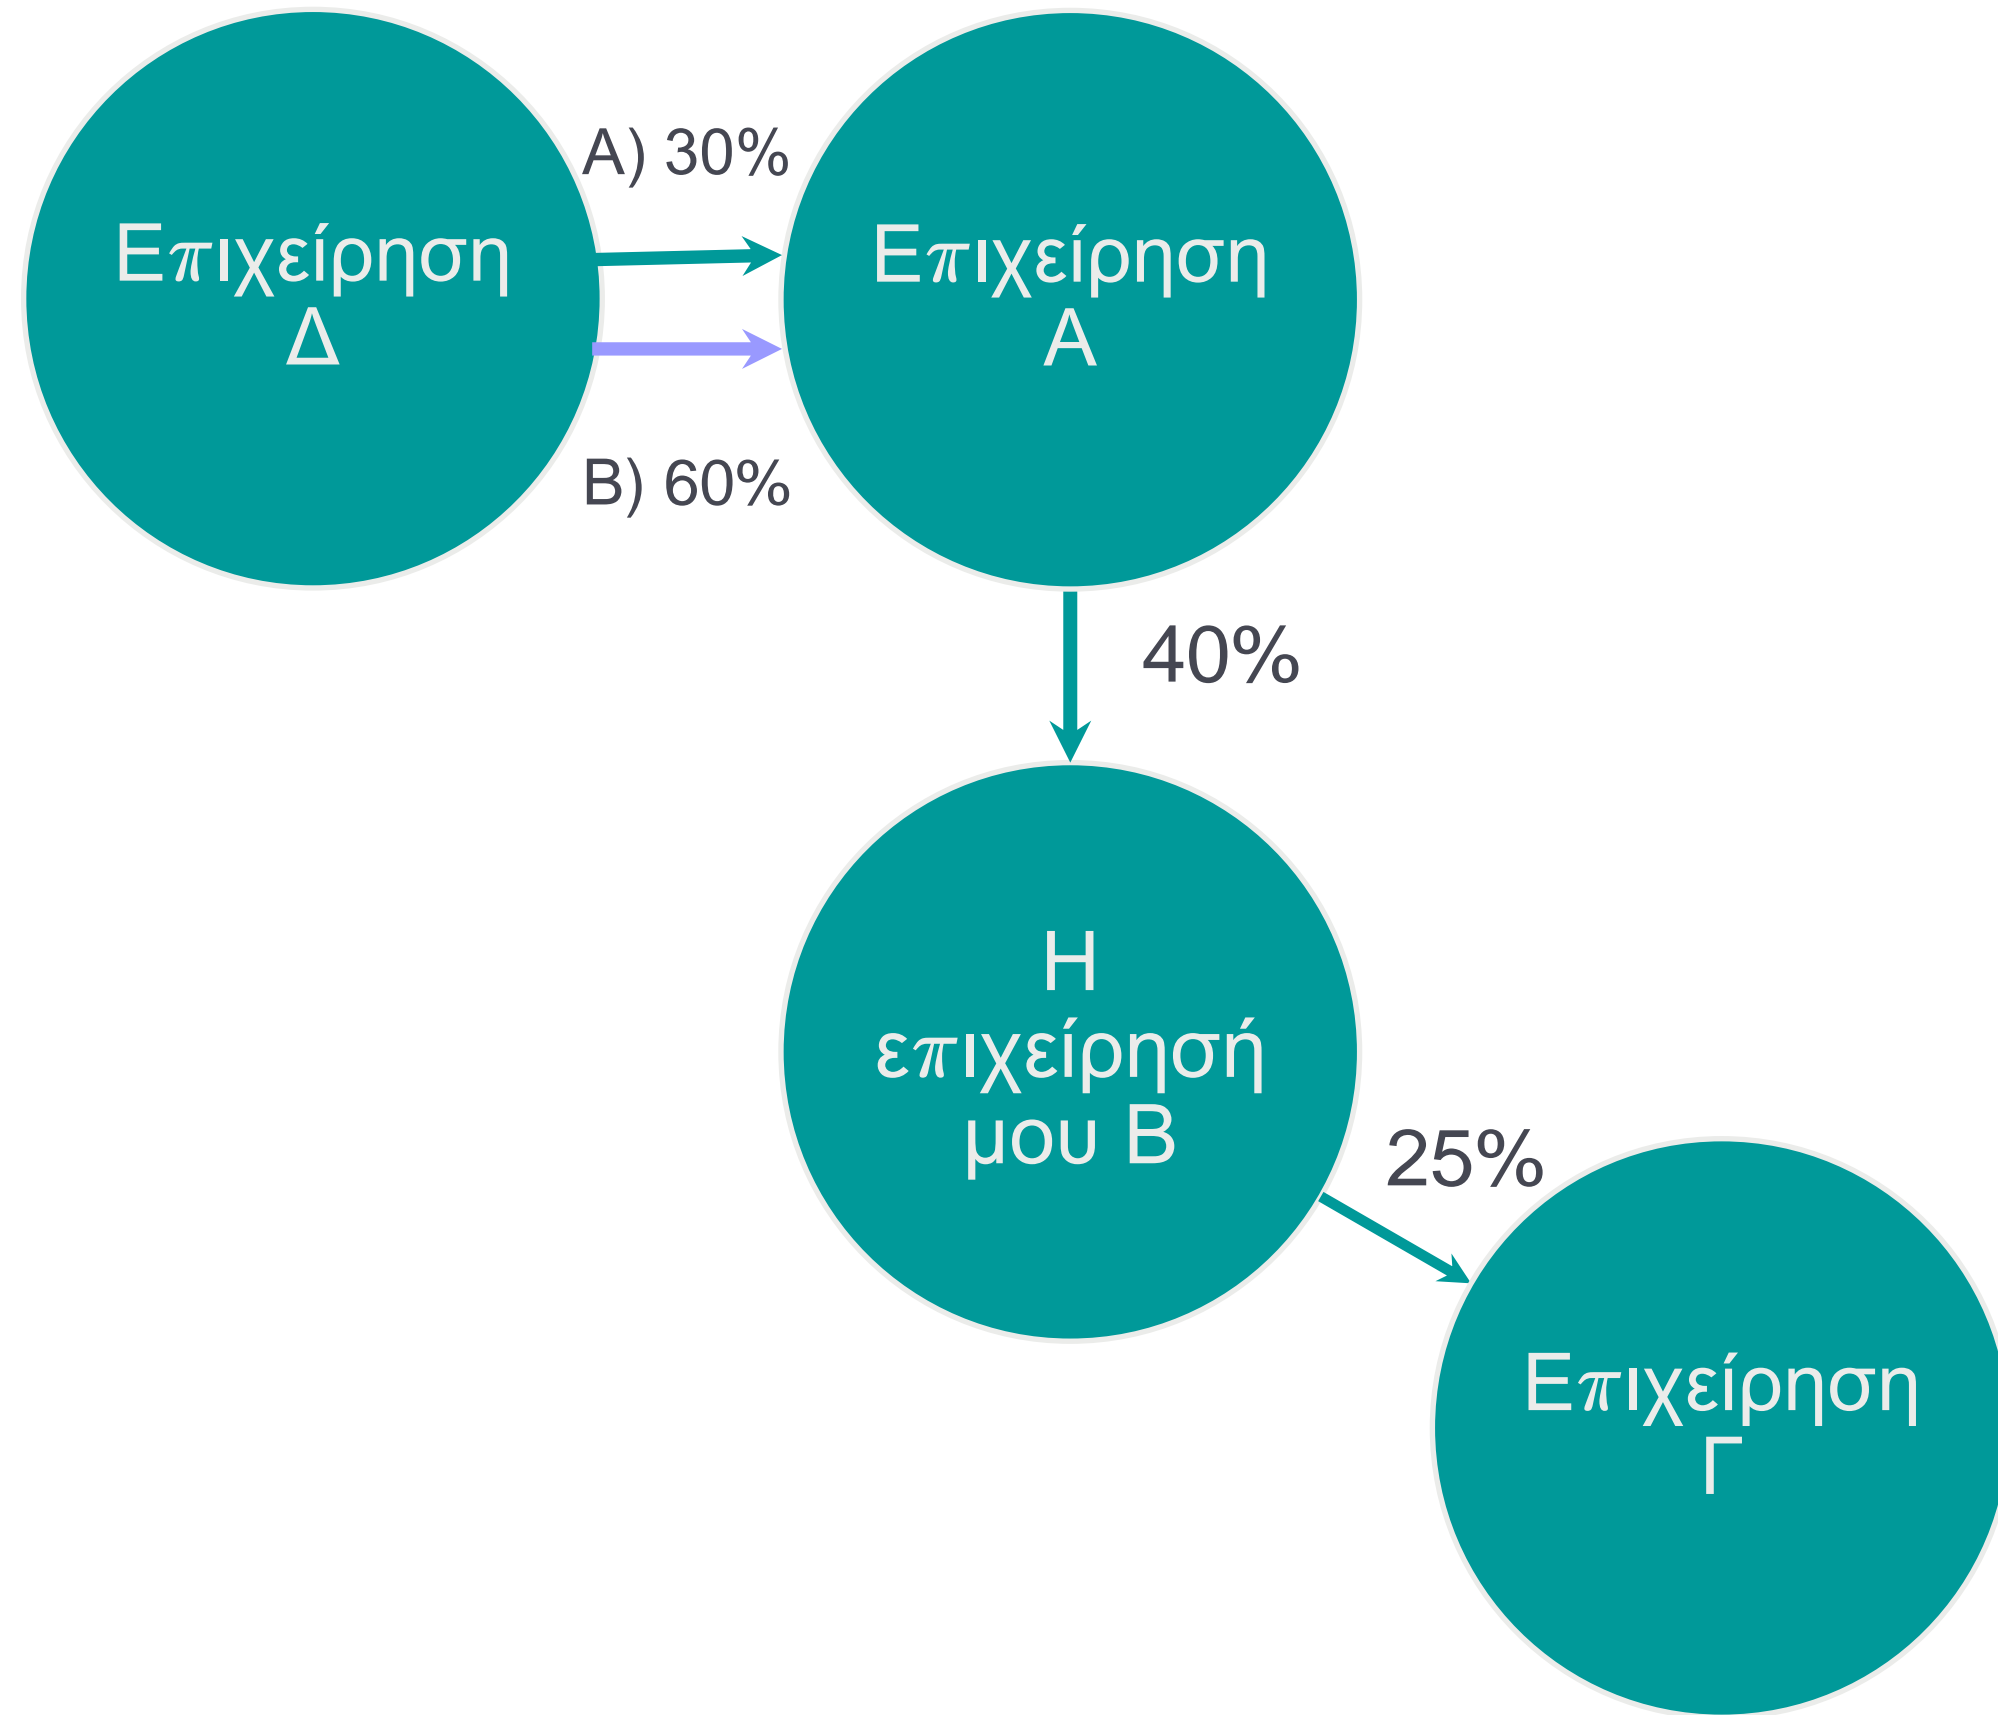 Επιχείρηση
Δ
Α) 30%
Β) 60%
Επιχείρηση
Α
40%
Η
επιχείρησή
μου Β
25%
Επιχείρηση
Γ